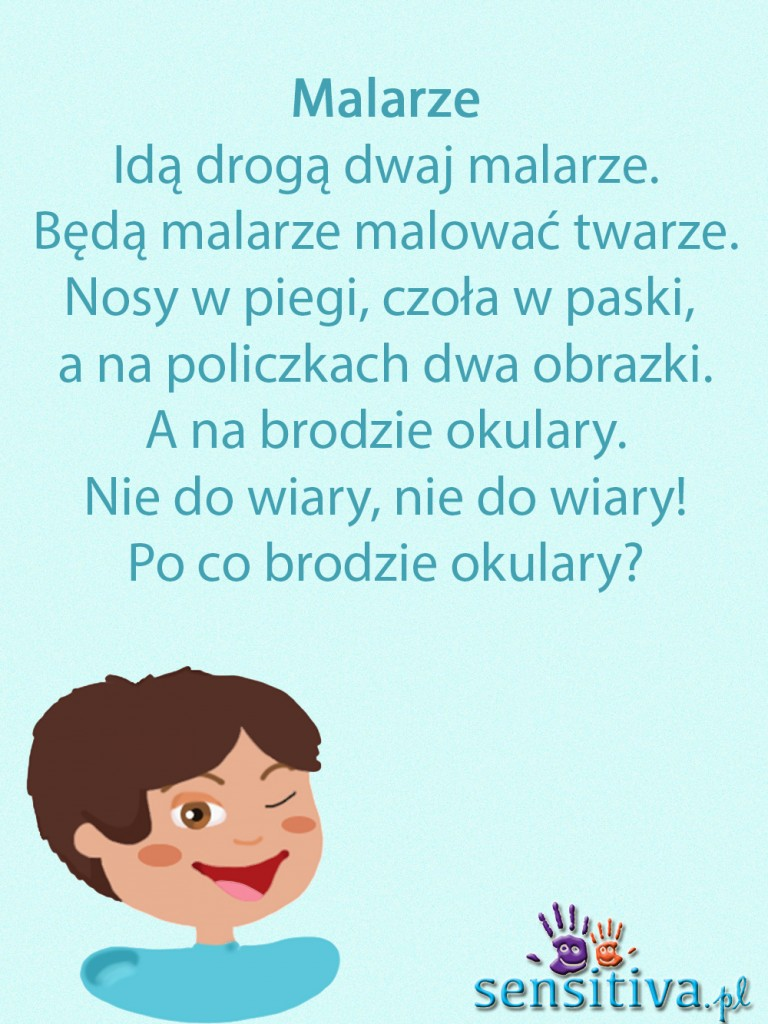 Malarze
Idą drogą dwaj malarze.
Będą malarze malować twarze.
Nosy w piegi, czoła w paski,
a na policzkach dwa obrazki.
A na brodzie okulary.
Nie do wiary, nie do wiary!
Po co brodzie okulary?
sensitiva.pl